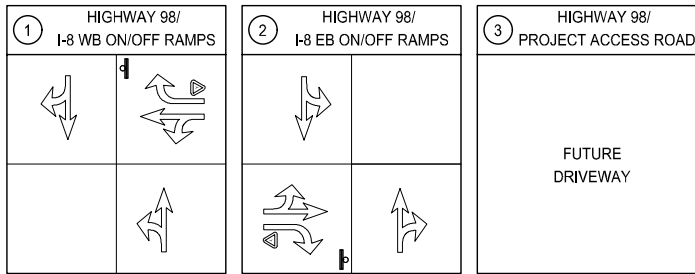 1
HIGHWAY 98/
I-8 WB ON/OFF RAMPS
2
HIGHWAY 98/
I-8 EB ON/OFF RAMPS
3
HIGHWAY 98/
PROJECT ACCESS ROAD
FUTURE
DRIVEWAY